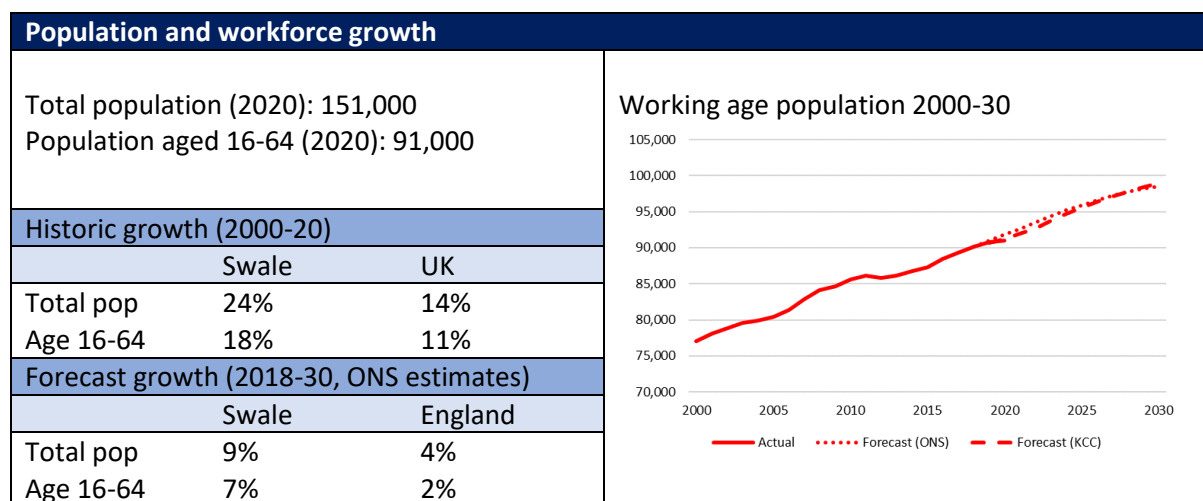 Population and workforce growth
Total population (2020): 151,000
Population aged 16-64 (2020): 91,000
Historic growth (2000-20)
Swale UK
Total pop 24% 14%
Age 16-64 18% 11%
Forecast growth (2018-30, ONS estimates)
Swale England
Total pop 9% 4%
Age 16-64 7% 2%
Working age population 2000-30
105,000
100,000
95,000
90,000
85,000
80,000
75,000
70,000
2000 2005 2010 2015 2020 2025 2030
Actual Forecast (ONS) Forecast (KCC)